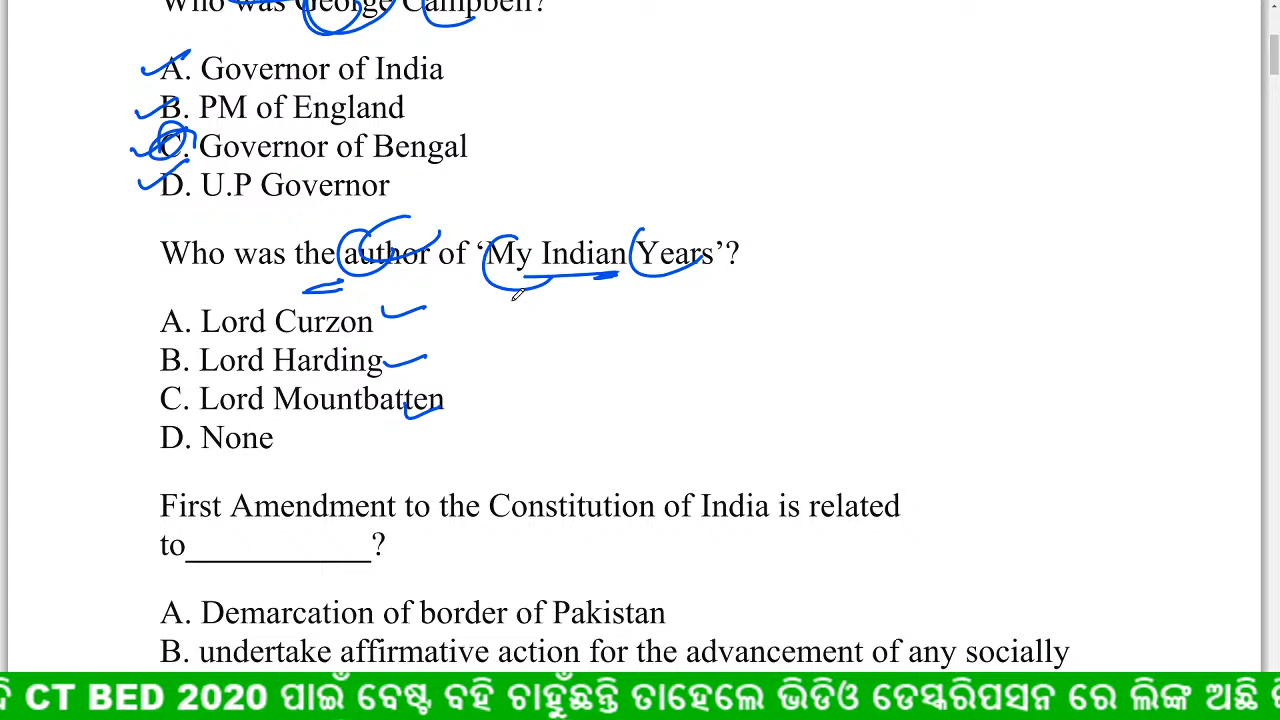 Who was George Campbell?
A. Governor of India
B. PM of England
C. Governor of Bengal
D. U.P Governor
Who was the author of ‘My Indian Years’?
A. Lord Curzon
B. Lord Harding
C. Lord Mountbatten
D. None
First Amendment to the Constitution of India is related
to___________?
A. Demarcation of border of Pakistan
B. undertake affirmative action for the advancement of any socially
CT BED 2020 ପାଇଁ ବେଷ୍ଟ ବହି ଚାହୁଁଛନ୍ତି ତାହେଲେ ଭିଡିଓ ଡେସ୍କରିପସନ ରେ ଲିଙ୍କ ଅଛି